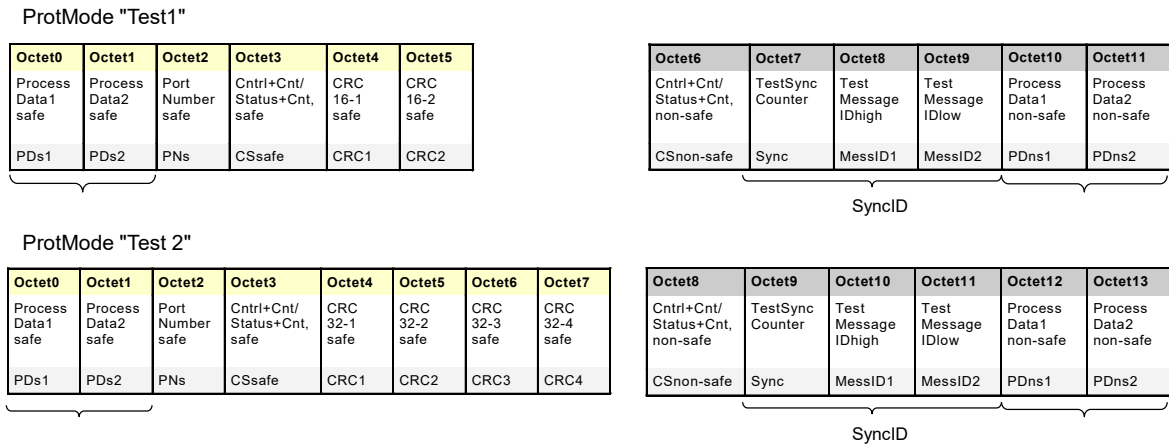 ProtMode "Test1"
Octet0 Octet1 Octet2 Octet3 Octet4 Octet5
Process Process Port Cntrl+Cnt/ CRC CRC
Data1 Data2 Number Status+Cnt, 16-1 16-2
safe safe safe safe safe safe
PDs1 PDs2 PNs CSsafe CRC1 CRC2
Octet6 Octet7 Octet8 Octet9 Octet10 Octet11
Cntrl+Cnt/ TestSync Test Test Process Process
Status+Cnt, Counter Message Message Data1 Data2
non-safe IDhigh IDlow non-safe non-safe
CSnon-safe Sync MessID1 MessID2 PDns1 PDns2
SyncID
ProtMode "Test 2"
Octet0 Octet1 Octet2 Octet3 Octet4 Octet5 Octet6 Octet7
Process Process Port Cntrl+Cnt/ CRC CRC CRC CRC
Data1 Data2 Number Status+Cnt, 32-1 32-2 32-3 32-4
safe safe safe safe safe safe safe safe
PDs1 PDs2 PNs CSsafe CRC1 CRC2 CRC3 CRC4
Octet8 Octet9 Octet10 Octet11 Octet12 Octet13
Cntrl+Cnt/ TestSync Test Test Process Process
Status+Cnt, Counter Message Message Data1 Data2
non-safe IDhigh IDlow non-safe non-safe
CSnon-safe Sync MessID1 MessID2 PDns1 PDns2
SyncID